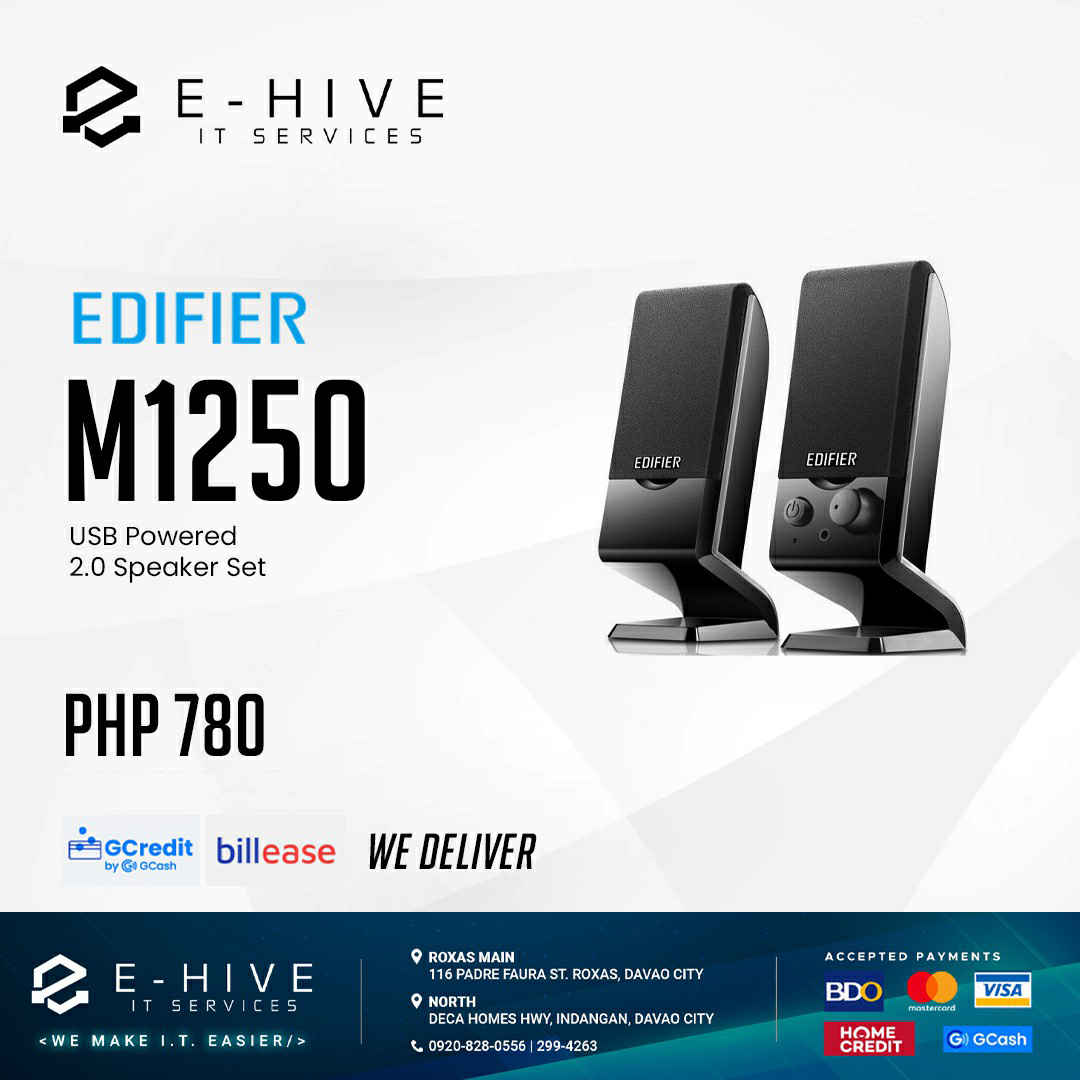 E-HIVE
IT SERVICES
EDIFIER
M1250
USB Powered
2.0 Speaker Set
EDIFIER
EDIFIER
PHP 780
GCredit
by GCash
billease
WE DELIVER
E-HIVE
IT SERVICES
<WE MAKE I.T. EASIER/>
ROXAS MAIN
116 PADRE FAURA ST. ROXAS, DAVAO CITY
NORTH
DECA HOMES HWY, INDANGAN, DAVAO CITY
0920-828-0556 | 299-4263
ACCEPTED PAYMENTS
BDO
mastercard
VISA
HOME
CREDIT
GCash